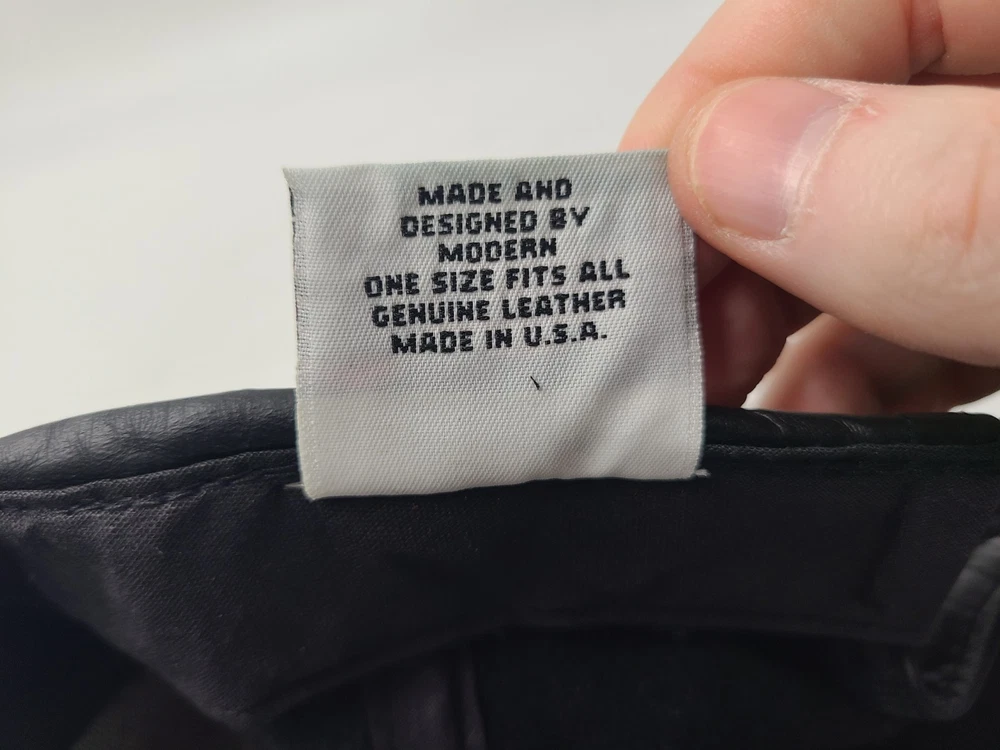 MADE AND
DESIGNED BY
MODERN
ONE SIZE FITS ALL
GENUINE LEATHER
MADE IN U.S.A.